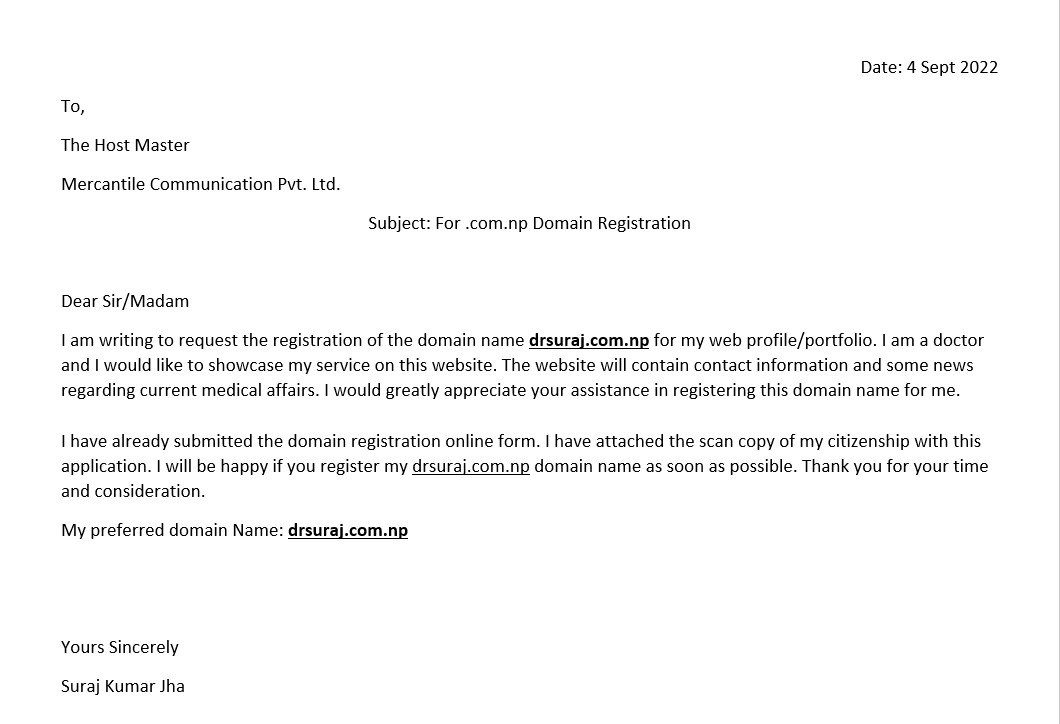 Date: 4 Sept 2022
To,
The Host Master
Mercantile Communication Pvt. Ltd.
Subject: For .com.np Domain Registration
Dear Sir/Madam
I am writing to request the registration of the domain name drsuraj.com.np for my web profile/portfolio. I am a doctor
and I would like to showcase my service on this website. The website will contain contact information and some news
regarding current medical affairs. I would greatly appreciate your assistance in registering this domain name for me.
I have already submitted the domain registration online form. I have attached the scan copy of my citizenship with this
application. I will be happy if you register my drsuraj.com.np domain name as soon as possible. Thank you for your time
and consideration.
My preferred domain Name: drsuraj.com.np
Yours Sincerely
Suraj Kumar Jha